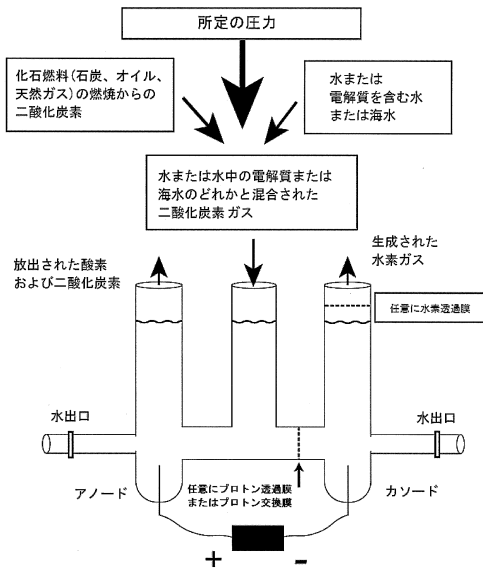 所定の圧力
化石燃料(石炭、オイル、
天然ガス)の燃焼からの
二酸化炭素
水または
電解質を含む水
または海水
水または水中の電解質または
海水のどれかと混合された
二酸化炭素ガス
放出された酸素
および二酸化炭素
生成された
水素ガス
任意に水素透過膜
水出口
水出口
アノード
任意にプロトン透過膜
またはプロトン交換膜
カソード
+
-